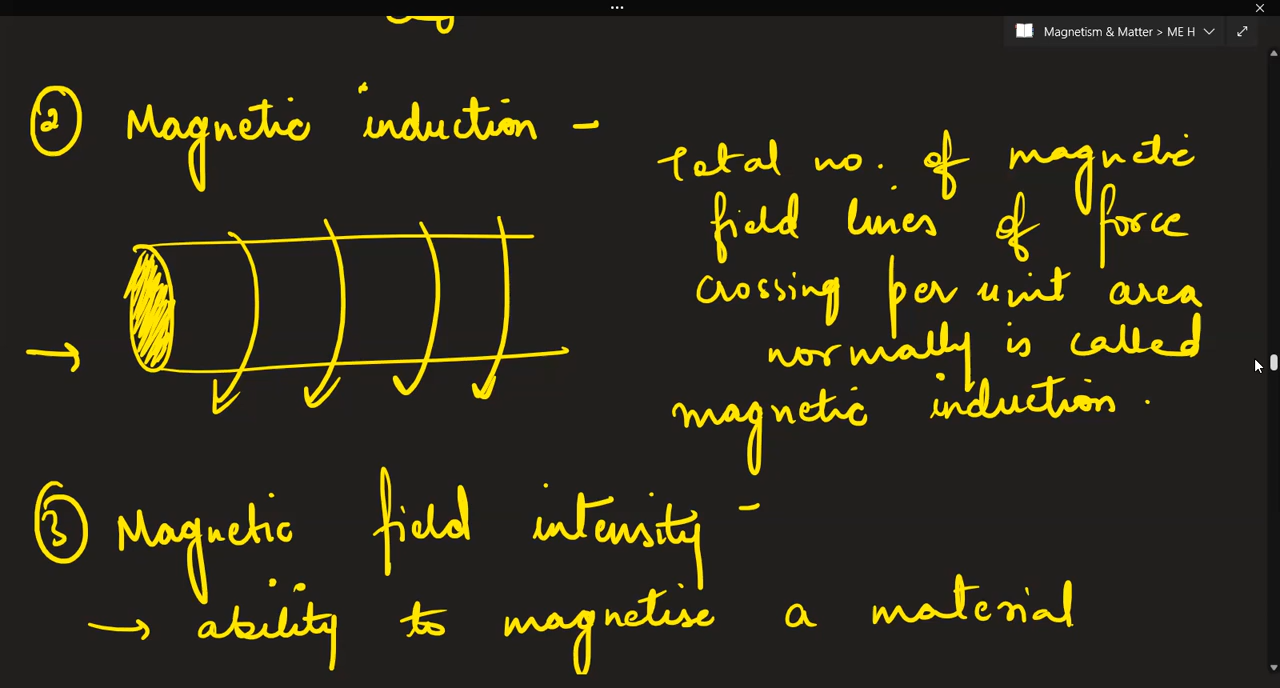 Magnetism & Matter > ME H
② Magnetic induction -
Total no. of magnetic
field lines of force
crossing per unit area
normally is called
magnetic induction.
③ Magnetic field intensity -
→ ability to magnetise a material